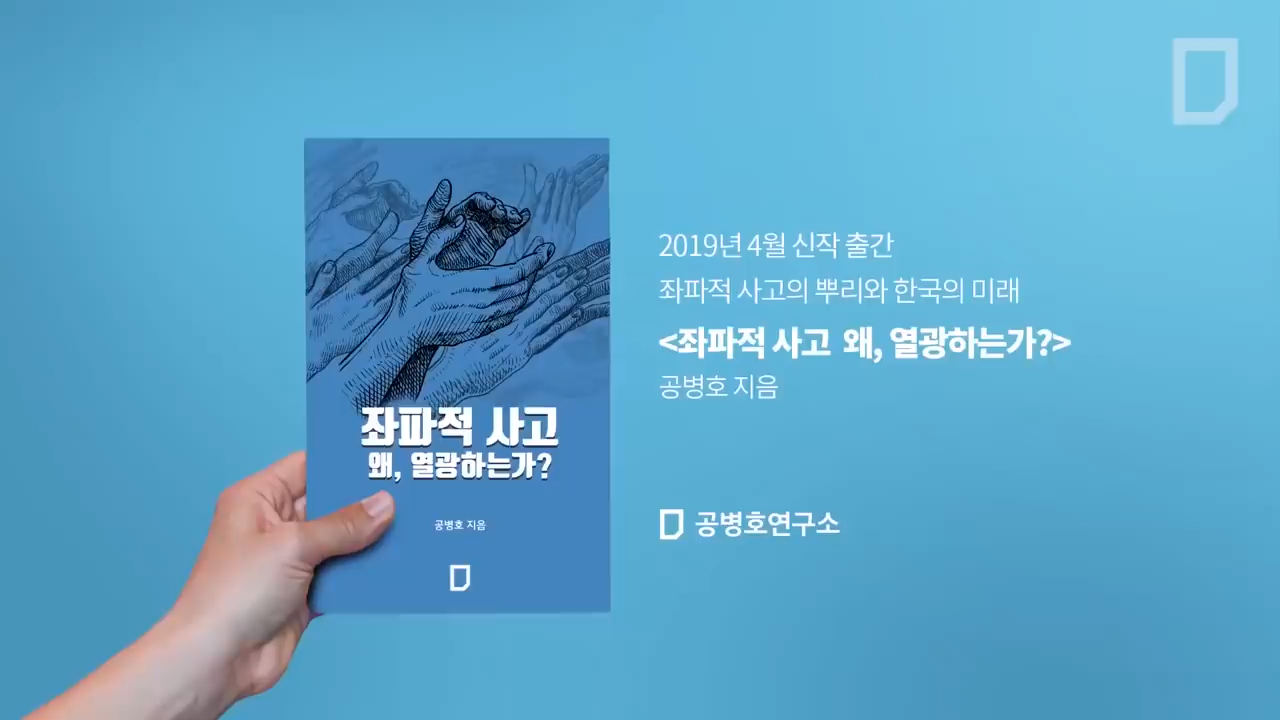 좌파적 사고
왜, 열광하는가?
공병호 지음
2019년 4월 신작 출간
좌파적 사고의 뿌리와 한국의 미래
<좌파적 사고  왜, 열광하는가?>
공병호 지음
공병호연구소